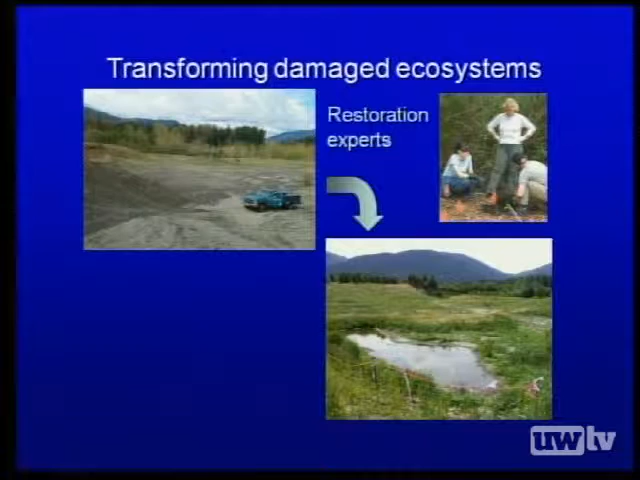 Transforming damaged ecosystems
Restoration
experts
uwtv